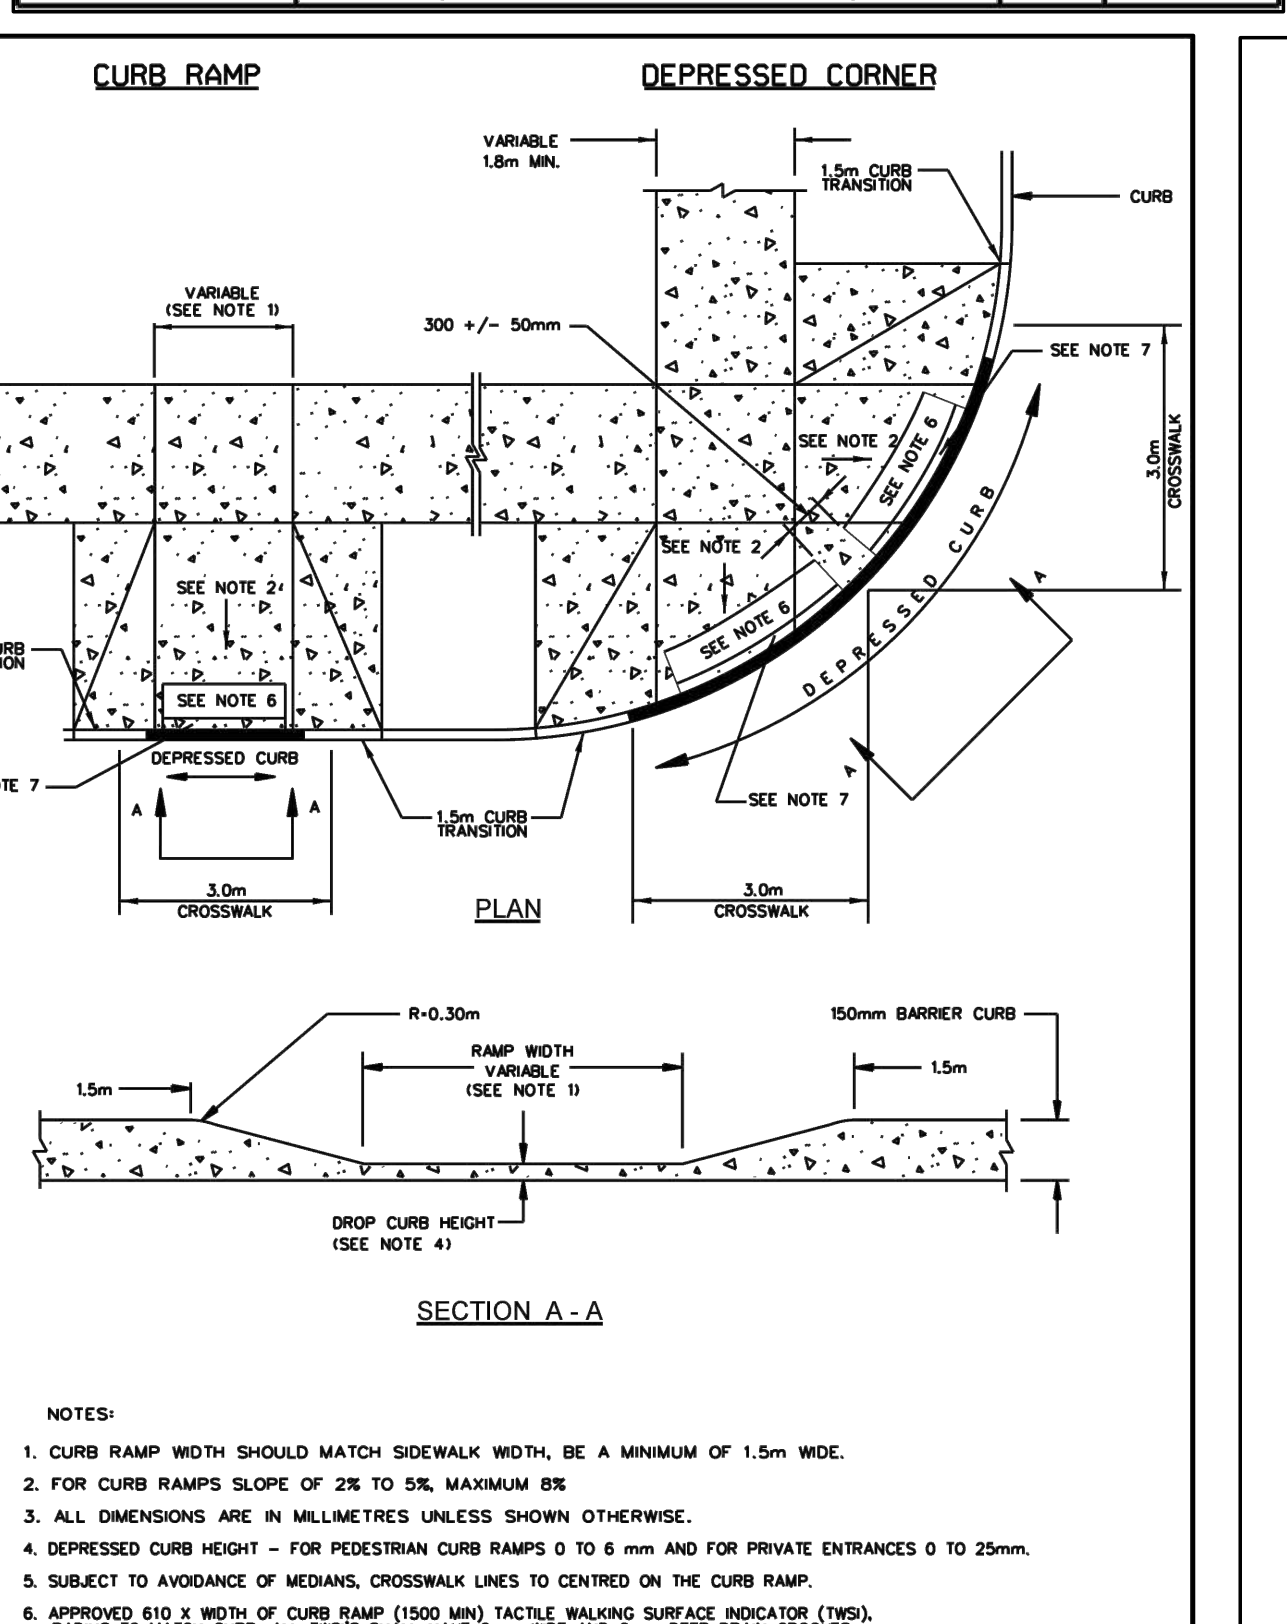 CURB RAMP
DEPRESSED CORNER
VARIABLE
1.8m MIN.
1.5m CURB
TRANSITION
CURB
VARIABLE
(SEE NOTE 1)
300 +/- 50mm
SEE NOTE 7
SEE NOTE 2
SEE NOTE 6
3.0m
CROSSWALK
SEE NOTE 2
DEPRESSED CURB
A
SEE NOTE 2
SEE NOTE 6
SEE NOTE 6
DEPRESSED CURB
A
SEE NOTE 7
A
A
1.5m CURB
TRANSITION
3.0m
CROSSWALK
PLAN
3.0m
CROSSWALK
R=0.30m
150mm BARRIER CURB
RAMP WIDTH
VARIABLE
(SEE NOTE 1)
1.5m
1.5m
DROP CURB HEIGHT
(SEE NOTE 4)
SECTION A - A
NOTES:
1. CURB RAMP WIDTH SHOULD MATCH SIDEWALK WIDTH, BE A MINIMUM OF 1.5m WIDE.
2. FOR CURB RAMPS SLOPE OF 2% TO 5%, MAXIMUM 8%
3. ALL DIMENSIONS ARE IN MILLIMETRES UNLESS SHOWN OTHERWISE.
4. DEPRESSED CURB HEIGHT - FOR PEDESTRIAN CURB RAMPS 0 TO 6 mm AND FOR PRIVATE ENTRANCES 0 TO 25mm.
5. SUBJECT TO AVOIDANCE OF MEDIANS, CROSSWALK LINES TO CENTRED ON THE CURB RAMP.
6. APPROVED 610 X WIDTH OF CURB RAMP (1500 MIN) TACTILE WALKING SURFACE INDICATOR (TWSI),